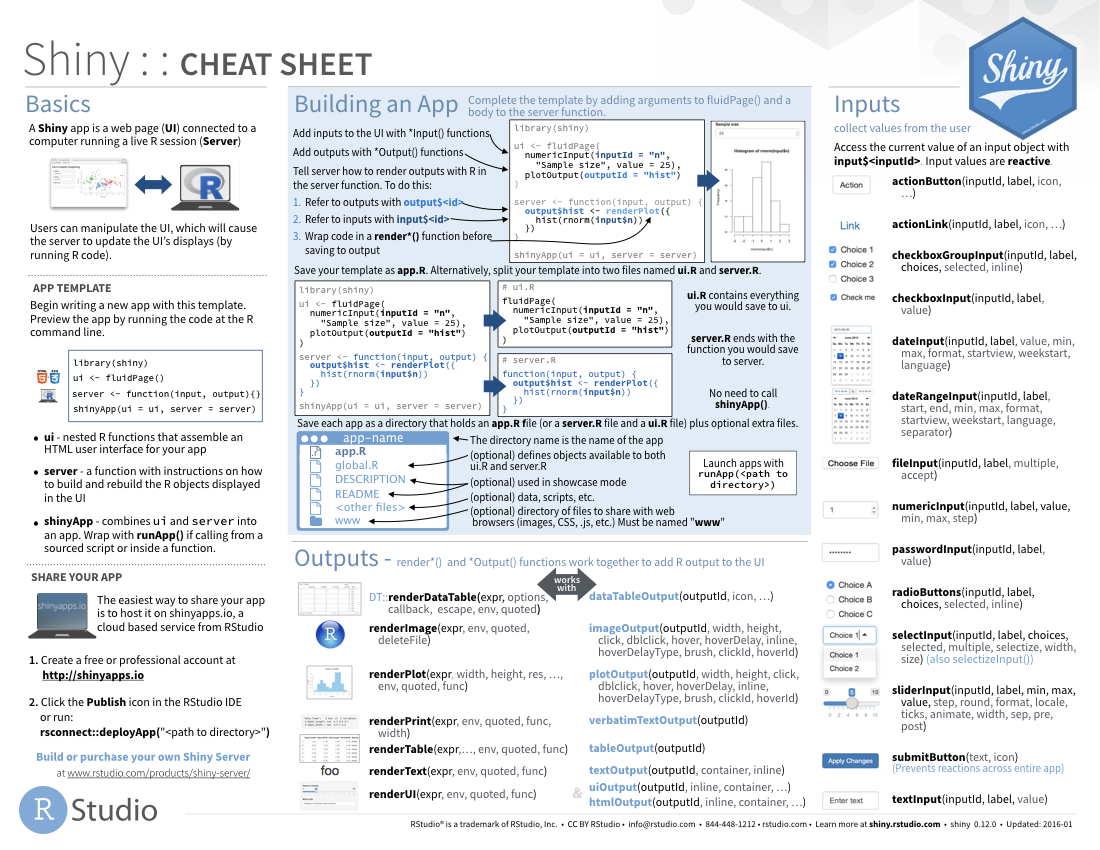 Shiny : : CHEAT SHEET
Shiny
Basics
A Shiny app is a web page (UI) connected to a
computer running a live R session (Server)
Users can manipulate the UI, which will cause
the server to update the UI's displays (by
running R code).
APP TEMPLATE
Begin writing a new app with this template.
Preview the app by running the code at the R
command line.
library(shiny)
ui <- fluidPage()
server <- function(input, output){}
shinyApp(ui = ui, server = server)
• ui - nested R functions that assemble an
HTML user interface for your app
• server - a function with instructions on how
to build and rebuild the R objects displayed
in the UI
• shinyApp - combines ui and server into
an app. Wrap with runApp() if calling from a
sourced script or inside a function.
SHARE YOUR APP
shinyapps.io
The easiest way to share your app
is to host it on shinyapps.io, a
cloud based service from RStudio
1. Create a free or professional account at
http://shinyapps.io
2. Click the Publish icon in the RStudio IDE
or run:
rsconnect::deployApp("<path to directory>")
Build or purchase your own Shiny Server
at www.rstudio.com/products/shiny-server/
R Studio
Building an App
Complete the template by adding arguments to fluidPage() and a
body to the server function.
Add inputs to the UI with *Input() functions
Add outputs with *Output() functions
Tell server how to render outputs with R in
the server function. To do this:
1. Refer to outputs with output$<id>
2. Refer to inputs with input$<id>
3. Wrap code in a render*() function before
saving to output
library(shiny)
ui <- fluidPage(
numericInput(inputId = "n",
"Sample size", value = 25),
plotOutput(outputId = "hist")
)
server <- function(input, output) {
output$hist <- renderPlot({
hist(rnorm(input$n))
})
}
shinyApp(ui = ui, server = server)
Sample size
Histogram of rnorm(input$n)
Frequency
rnorm(input$n)
Save your template as app.R. Alternatively, split your template into two files named ui.R and server.R.
library(shiny)
ui <- fluidPage(
numericInput(inputId = "n",
"Sample size", value = 25),
plotOutput(outputId = "hist")
)
server <- function(input, output) {
output$hist <- renderPlot({
hist(rnorm(input$n))
})
}
shinyApp(ui = ui, server = server)
# ui.R
fluidPage(
numericInput(inputId = "n",
"Sample size", value = 25),
plotOutput(outputId = "hist")
)
# server.R
function(input, output) {
output$hist <- renderPlot({
hist(rnorm(input$n))
})
}
ui.R contains everything
you would save to ui.
server.R ends with the
function you would save
to server.
No need to call
shinyApp().
Save each app as a directory that holds an app.R file (or a server.R file and a ui.R file) plus optional extra files.
app-name
app.R
global.R
DESCRIPTION
README
<other files>
www
The directory name is the name of the app
(optional) defines objects available to both
ui.R and server.R
(optional) used in showcase mode
(optional) data, scripts, etc.
(optional) directory of files to share with web
browsers (images, CSS, .js, etc.) Must be named "www"
Launch apps with
runApp(<path to
directory>)
Outputs - render*() and *Output() functions work together to add R output to the UI
works
with
DT::renderDataTable(expr, options,
callback, escape, env, quoted)
dataTableOutput(outputId, icon, …)
renderImage(expr, env, quoted,
deleteFile)
imageOutput(outputId, width, height,
click, dblclick, hover, hoverDelay, inline,
hoverDelayType, brush, clickId, hoverId)
renderPlot(expr, width, height, res, …,
env, quoted, func)
plotOutput(outputId, width, height, click,
dblclick, hover, hoverDelay, inline,
hoverDelayType, brush, clickId, hoverId)
renderPrint(expr, env, quoted, func,
width)
verbatimTextOutput(outputId)
renderTable(expr,…, env, quoted, func)
tableOutput(outputId)
foo
renderText(expr, env, quoted, func)
textOutput(outputId, container, inline)
renderUI(expr, env, quoted, func)
& uiOutput(outputId, inline, container, …)
htmlOutput(outputId, inline, container, …)
Inputs
collect values from the user
Access the current value of an input object with
input$<inputId>. Input values are reactive.
Action
actionButton(inputId, label, icon,
…)
Link
actionLink(inputId, label, icon, …)
Choice 1
Choice 2
Choice 3
checkboxGroupInput(inputId, label,
choices, selected, inline)
Check me
checkboxInput(inputId, label,
value)
dateInput(inputId, label, value, min,
max, format, startview, weekstart,
language)
dateRangeInput(inputId, label,
start, end, min, max, format,
startview, weekstart, language,
separator)
Choose File
fileInput(inputId, label, multiple,
accept)
1
numericInput(inputId, label, value,
min, max, step)
passwordInput(inputId, label,
value)
Choice A
Choice B
Choice C
radioButtons(inputId, label,
choices, selected, inline)
Choice 1
Choice 1
Choice 2
selectInput(inputId, label, choices,
selected, multiple, selectize, width,
size) (also selectizeInput())
0 5 10
0 2 4 6 8 10
sliderInput(inputId, label, min, max,
value, step, round, format, locale,
ticks, animate, width, sep, pre,
post)
Apply Changes
submitButton(text, icon)
(Prevents reactions across entire app)
Enter text
textInput(inputId, label, value)
RStudio® is a trademark of RStudio, Inc. • CC BY RStudio • info@rstudio.com • 844-448-1212 • rstudio.com • Learn more at shiny.rstudio.com • shiny 0.12.0 • Updated: 2016-01